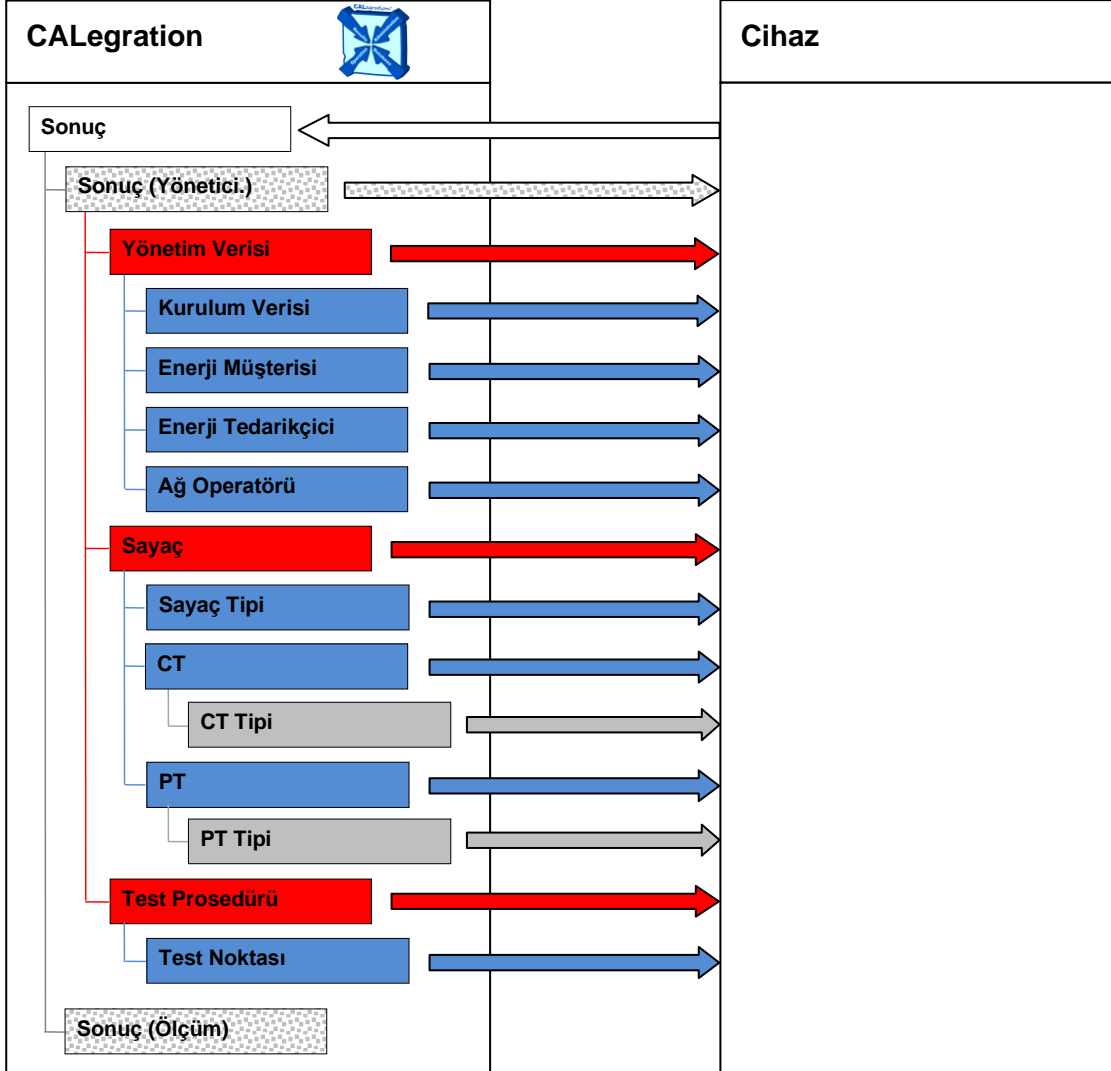 CALegration
Cihaz
Sonuç
Sonuç (Yönetici.)
Yönetim Verisi
Kurulum Verisi
Enerji Müşterisi
Enerji Tedarikçici
Ağ Operatörü
Sayaç
Sayaç Tipi
CT
CT Tipi
PT
PT Tipi
Test Prosedürü
Test Noktası
Sonuç (Ölçüm)